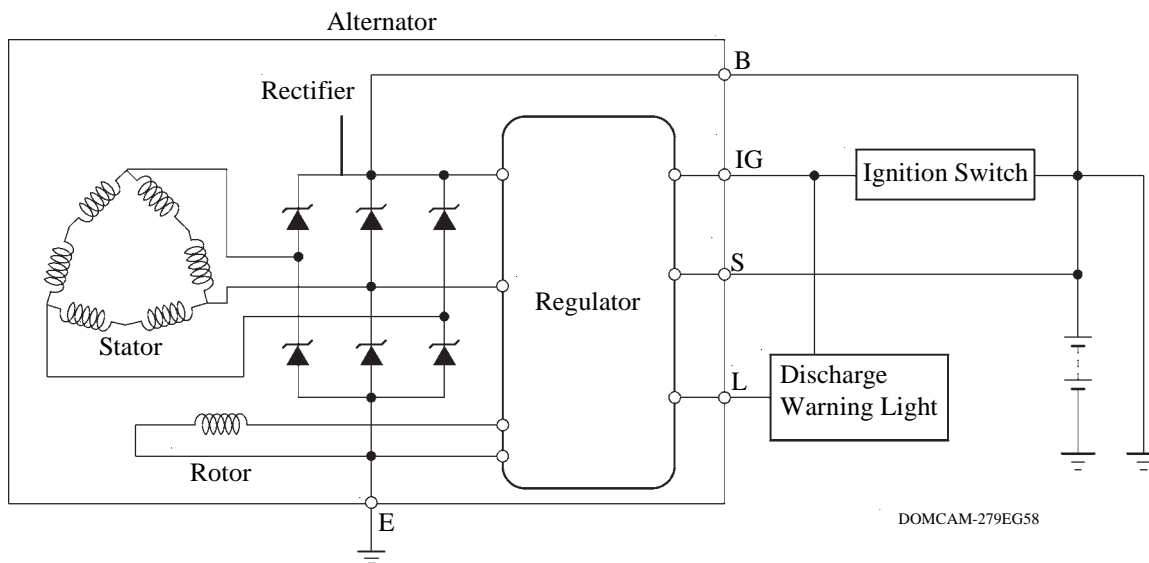 Alternator
B
Rectifier
IG
Ignition Switch
S
Regulator
Stator
L
Discharge
Warning Light
Rotor
E
DOMCAM-279EG58